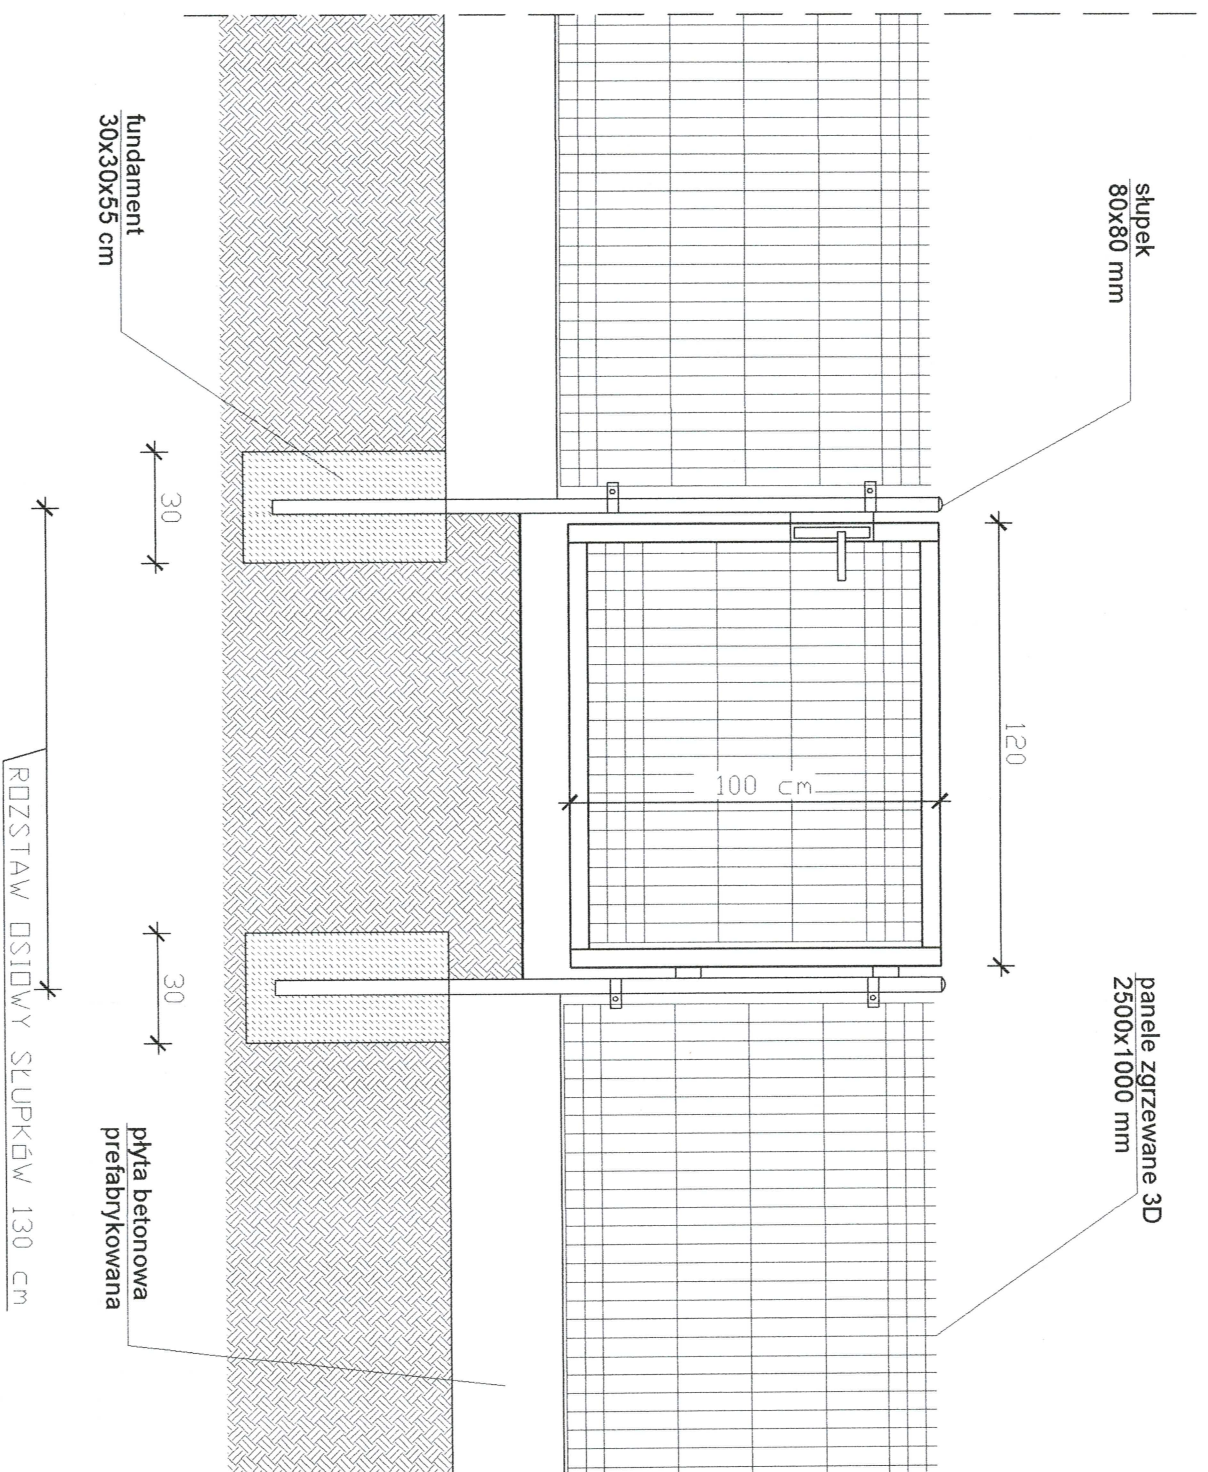 słupek
80x80 mm
panele zgrzewane 3D
2500x1000 mm
120
100 cm
30
30
fundament
30x30x55 cm
płyta betonowa
prefabrykowana
ROZSTAW OSIOWY SŁUPKÓW 130 cm